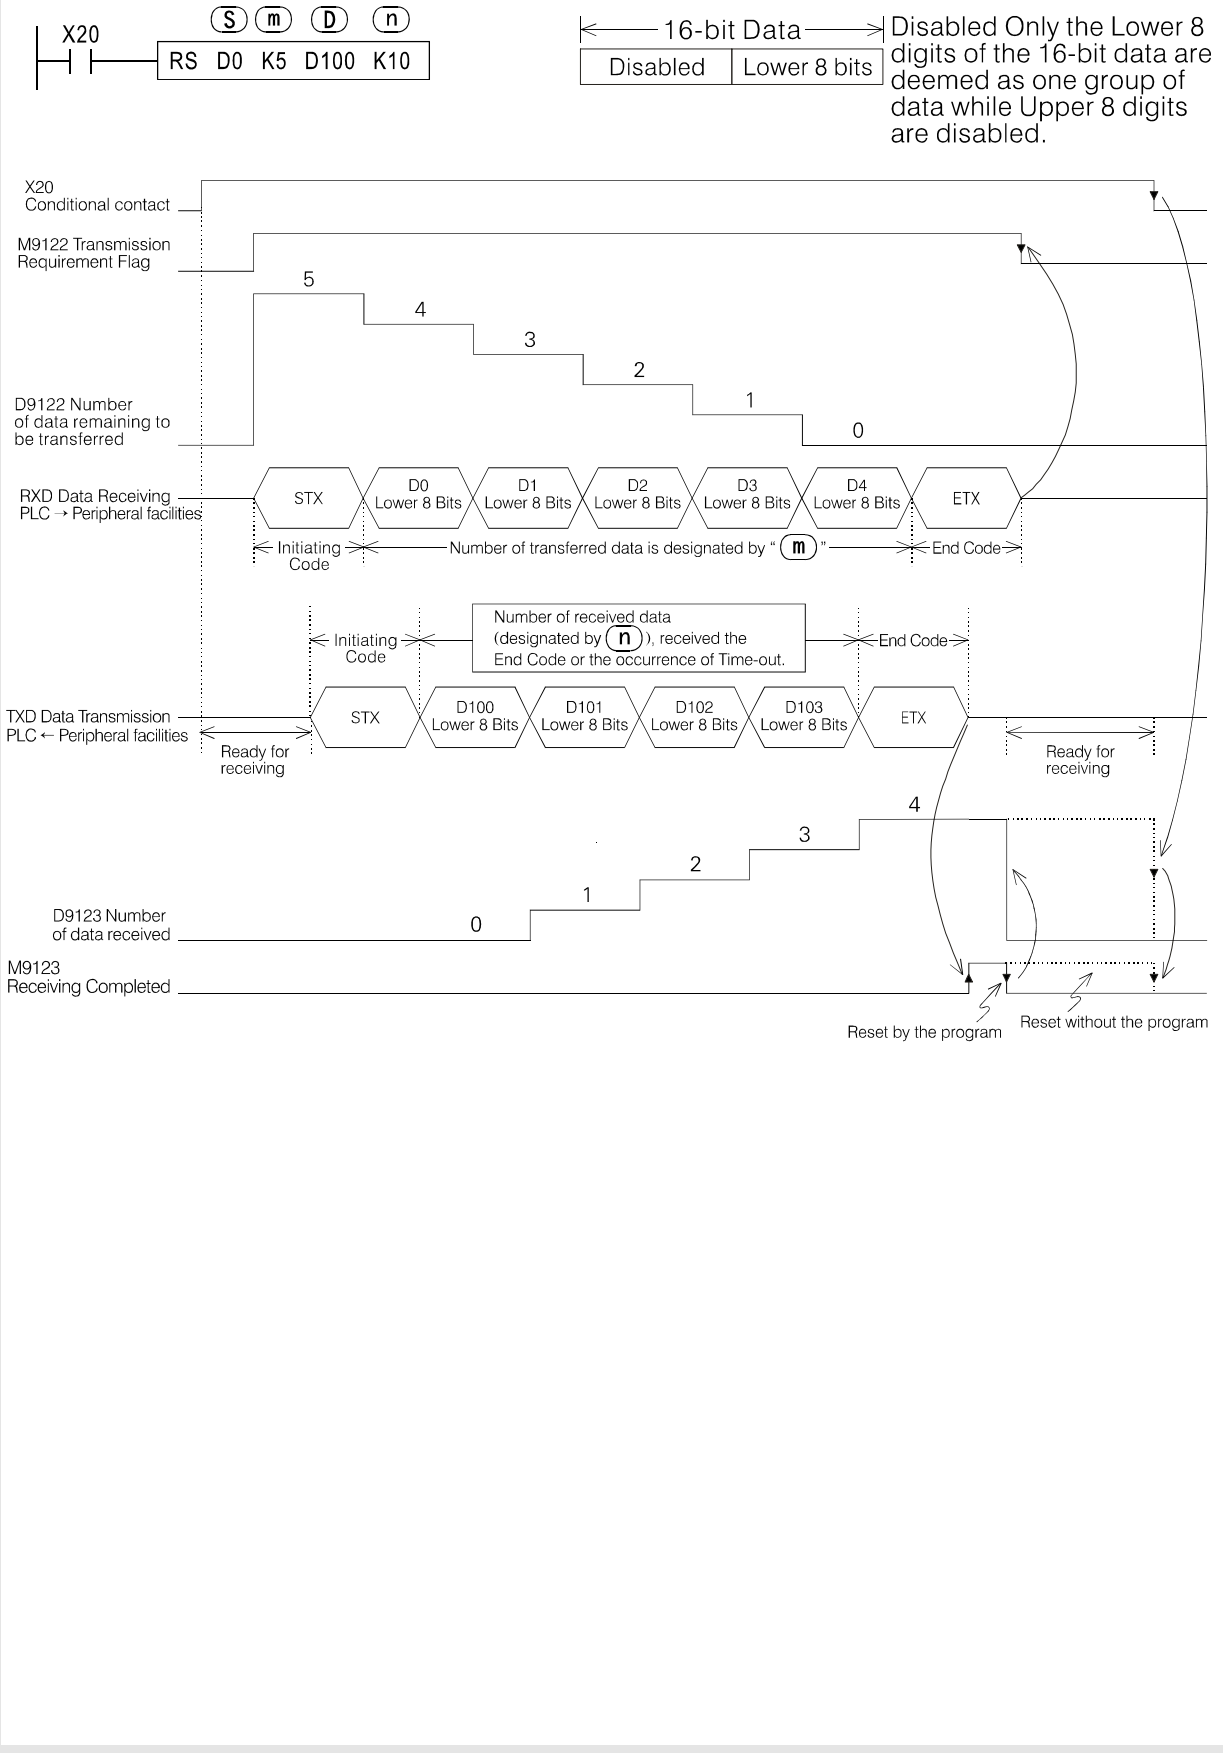 S m D n
X20
RS D0 K5 D100 K10
16-bit Data
Disabled Lower 8 bits
Disabled Only the Lower 8
digits of the 16-bit data are
deemed as one group of
data while Upper 8 digits
are disabled.
X20
Conditional contact
M9122 Transmission
Requirement Flag
5
4
3
2
1
0
D9122 Number
of data remaining to
be transferred
RXD Data Receiving
PLC → Peripheral facilities
STX
D0
Lower 8 Bits
D1
Lower 8 Bits
D2
Lower 8 Bits
D3
Lower 8 Bits
D4
Lower 8 Bits
ETX
Initiating
Code
Number of transferred data is designated by “ m ”
End Code
Initiating
Code
Number of received data
(designated by n ), received the
End Code or the occurrence of Time-out.
End Code
TXD Data Transmission
PLC ← Peripheral facilities
STX
D100
Lower 8 Bits
D101
Lower 8 Bits
D102
Lower 8 Bits
D103
Lower 8 Bits
ETX
Ready for
receiving
Ready for
receiving
4
3
2
1
0
D9123 Number
of data received
M9123
Receiving Completed
Reset by the program
Reset without the program